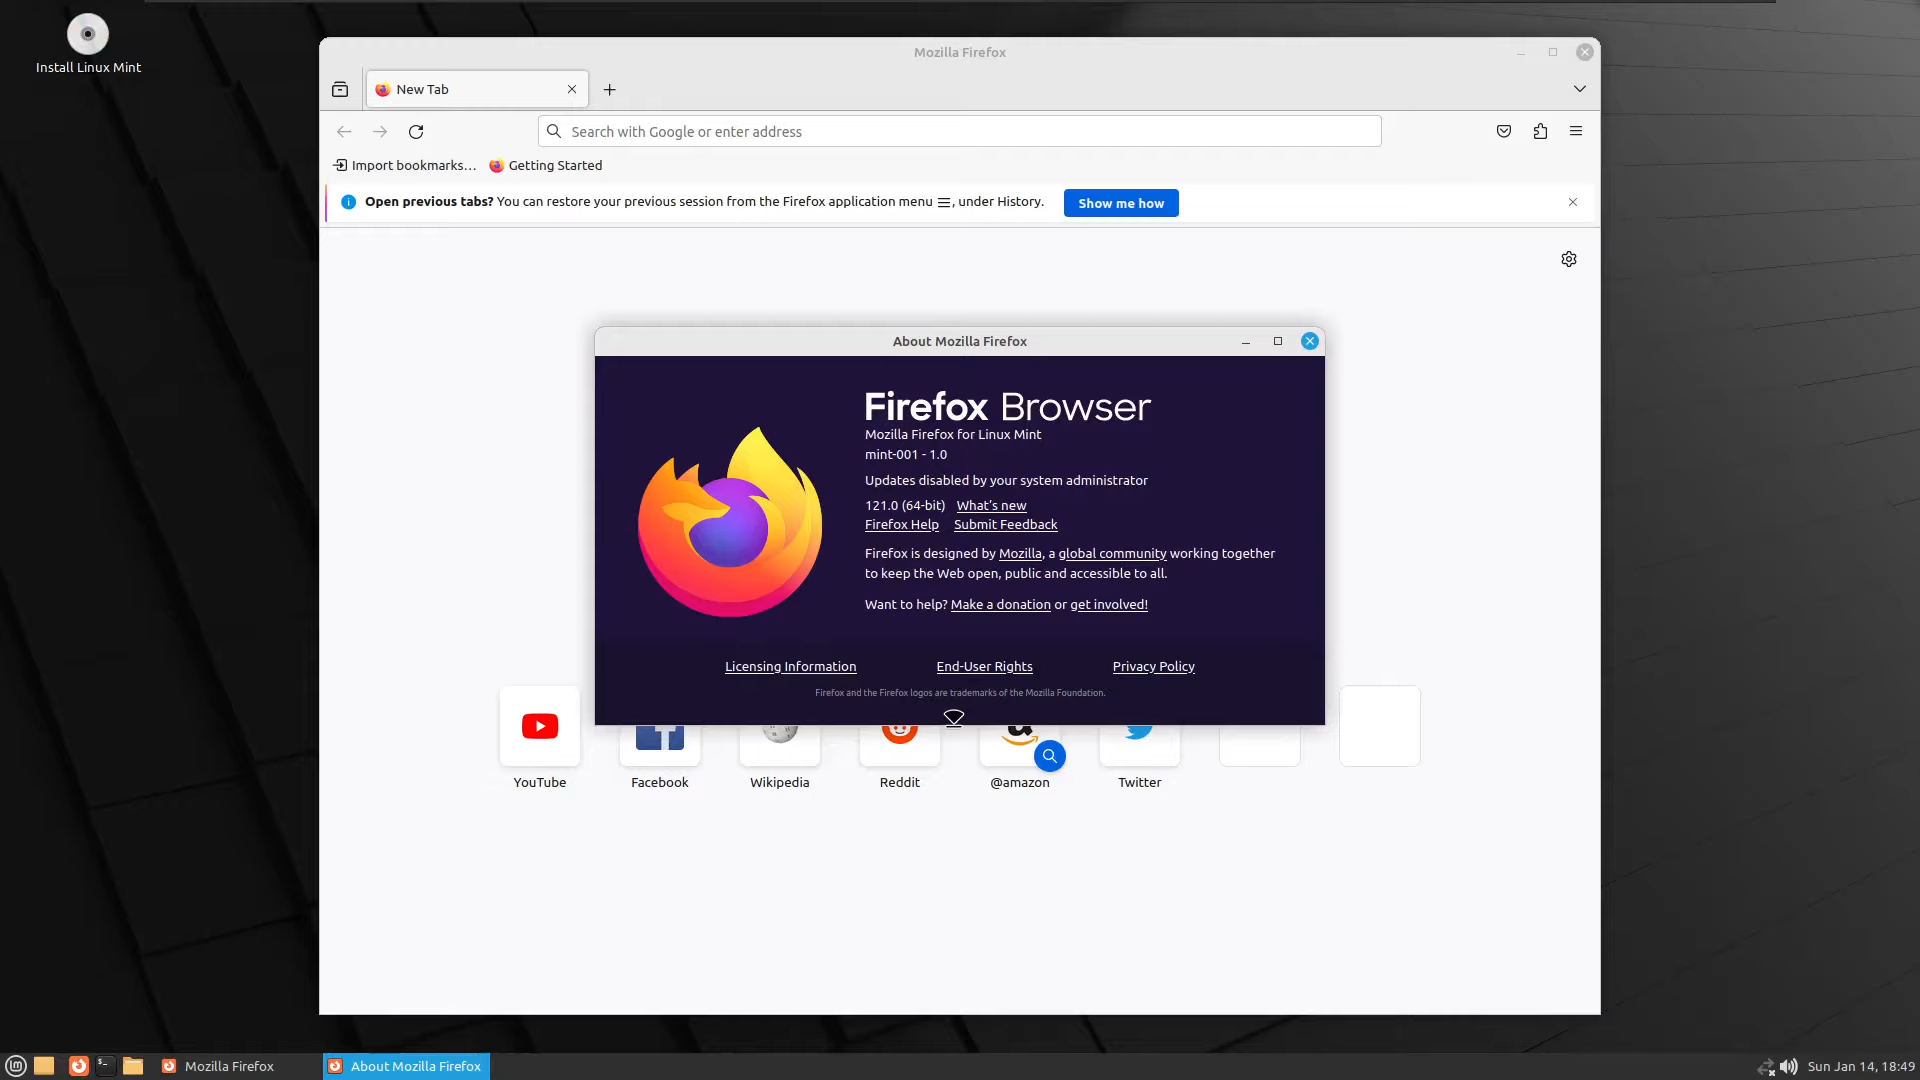 Install Linux Mint
Mozilla Firefox
New Tab
Search with Google or enter address
Import bookmarks…
Getting Started
Open previous tabs? You can restore your previous session from the Firefox application menu ☰, under History.
Show me how
About Mozilla Firefox
Firefox Browser
Mozilla Firefox for Linux Mint
mint-001 - 1.0
Updates disabled by your system administrator
121.0 (64-bit) What's new
Firefox Help Submit Feedback
Firefox is designed by Mozilla, a global community working together
to keep the Web open, public and accessible to all.
Want to help? Make a donation or get involved!
Licensing Information
End-User Rights
Privacy Policy
Firefox and the Firefox logos are trademarks of the Mozilla Foundation.
YouTube
Facebook
Wikipedia
Reddit
@amazon
Twitter
Mozilla Firefox
About Mozilla Firefox
Sun Jan 14, 18:49